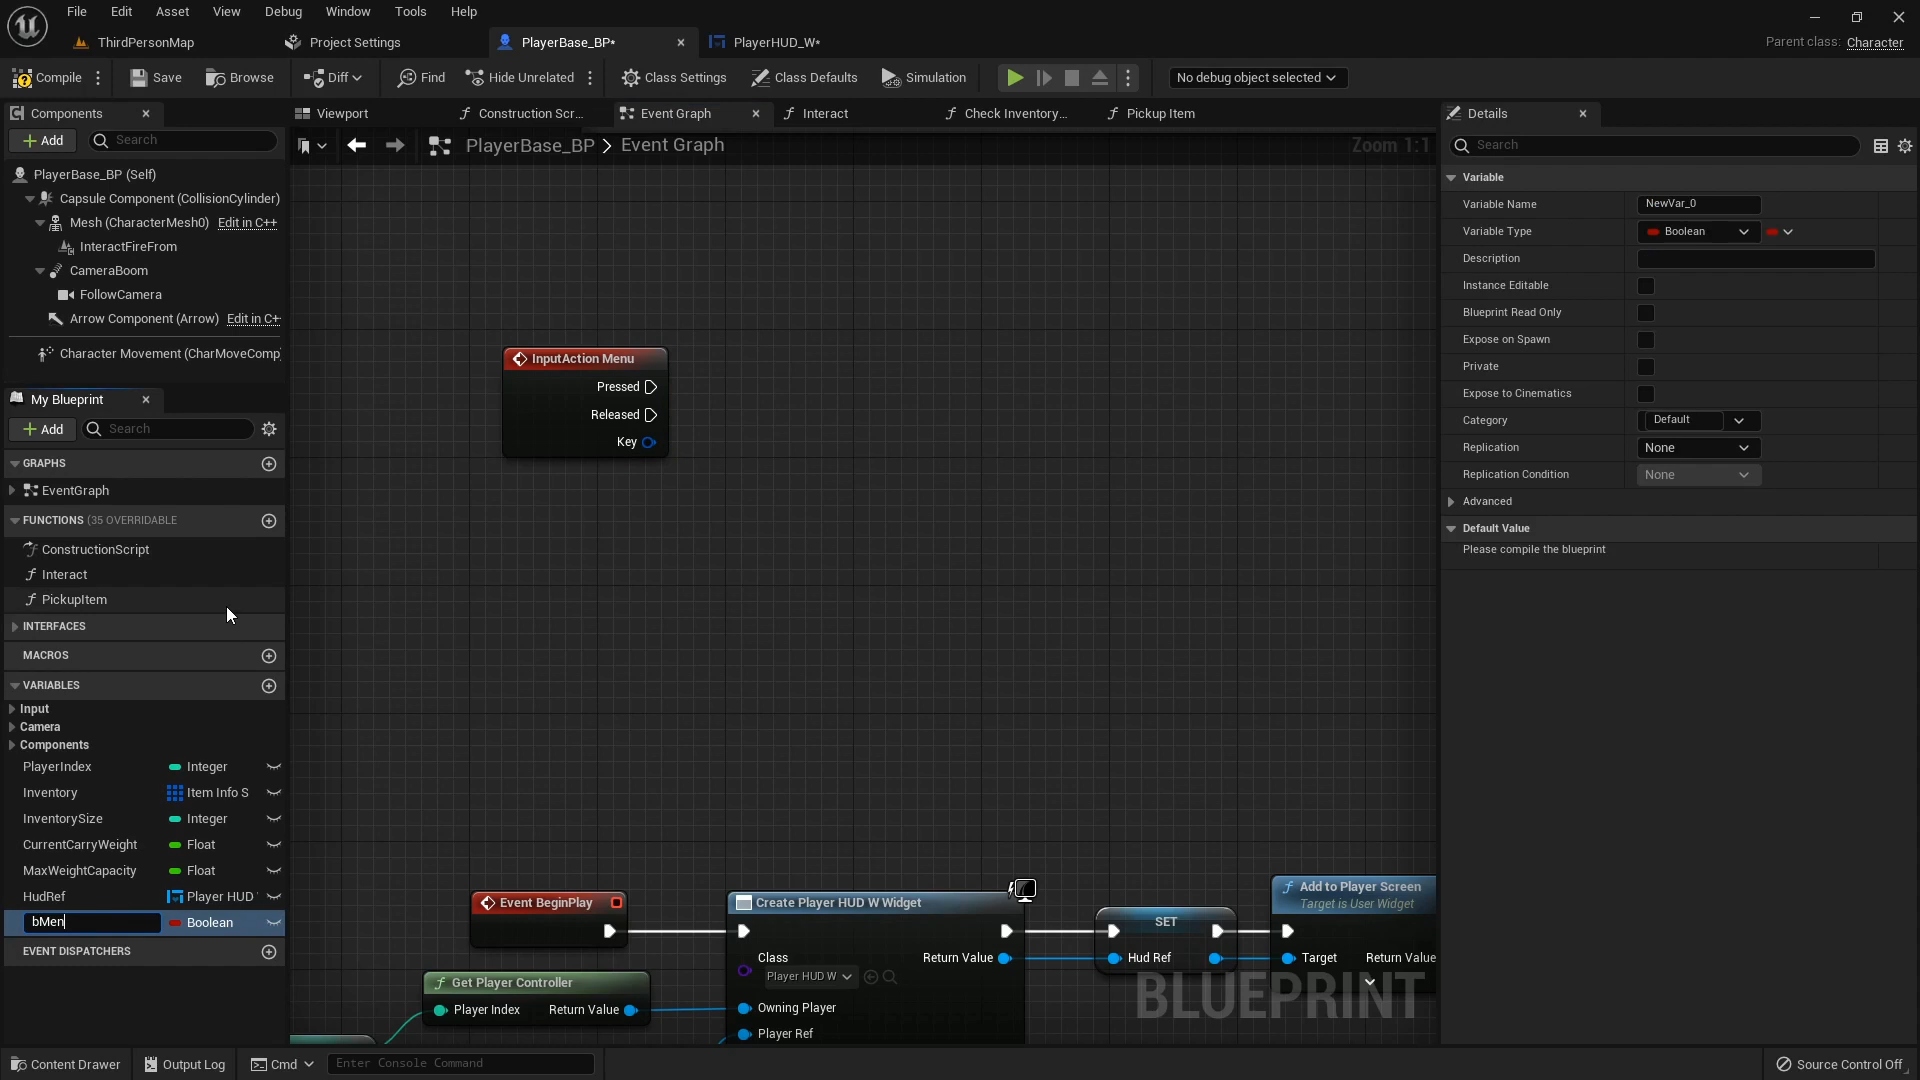 File Edit Asset View Debug Window Tools Help
ThirdPersonMap Project Settings PlayerBase_BP* PlayerHUD_W* Parent class: Character
Compile Save Browse Diff Find Hide Unrelated Class Settings Class Defaults Simulation No debug object selected
Components Viewport Construction Scr... Event Graph Interact Check Inventory... Pickup Item Details
Add Search PlayerBase_BP > Event Graph Zoom 1:1 Search
PlayerBase_BP (Self)
Capsule Component (CollisionCylinder)
Mesh (CharacterMesh0) Edit in C++
InteractFireFrom
CameraBoom
FollowCamera
Arrow Component (Arrow) Edit in C+
Character Movement (CharMoveComp
My Blueprint
Add Search
GRAPHS
EventGraph
FUNCTIONS (35 OVERRIDABLE
ConstructionScript
Interact
PickupItem
INTERFACES
MACROS
VARIABLES
Input
Camera
Components
PlayerIndex Integer
Inventory Item Info S
InventorySize Integer
CurrentCarryWeight Float
MaxWeightCapacity Float
HudRef Player HUD
bMen Boolean
EVENT DISPATCHERS
InputAction Menu
Pressed
Released
Key
Event BeginPlay
Get Player Controller
Player Index Return Value
Create Player HUD W Widget
Class Return Value
Player HUD W
Owning Player
Player Ref
SET
Hud Ref
Add to Player Screen
Target is User Widget
Target Return Value
BLUEPRINT
Variable
Variable Name NewVar_0
Variable Type Boolean
Description
Instance Editable
Blueprint Read Only
Expose on Spawn
Private
Expose to Cinematics
Category Default
Replication None
Replication Condition None
Advanced
Default Value
Please compile the blueprint
Content Drawer Output Log Cmd Enter Console Command Source Control Off